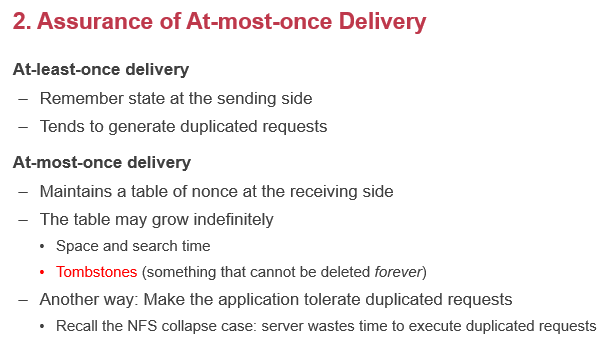 2. Assurance of At-most-once Delivery
At-least-once delivery
– Remember state at the sending side
– Tends to generate duplicated requests
At-most-once delivery
– Maintains a table of nonce at the receiving side
– The table may grow indefinitely
• Space and search time
• Tombstones (something that cannot be deleted forever)
– Another way: Make the application tolerate duplicated requests
• Recall the NFS collapse case: server wastes time to execute duplicated requests